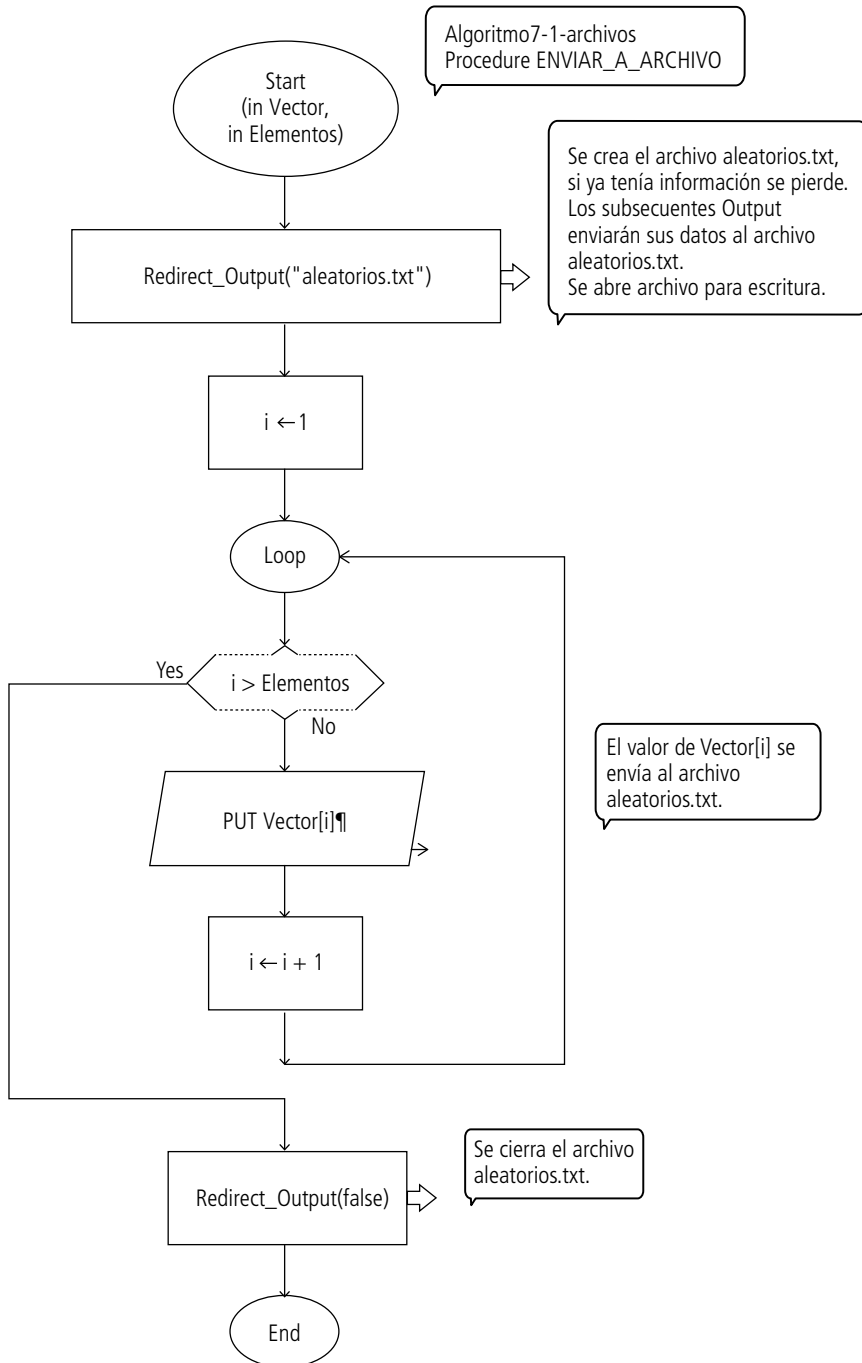 Algoritmo7-1-archivos
Procedure ENVIAR_A_ARCHIVO
Start
(in Vector,
in Elementos)
Se crea el archivo aleatorios.txt,
si ya tenía información se pierde.
Los subsecuentes Output
enviarán sus datos al archivo
aleatorios.txt.
Se abre archivo para escritura.
Redirect_Output("aleatorios.txt")
i ← 1
Loop
Yes
i > Elementos
No
El valor de Vector[i] se
envía al archivo
aleatorios.txt.
PUT Vector[i]¶
i ← i + 1
Se cierra el archivo
aleatorios.txt.
Redirect_Output(false)
End